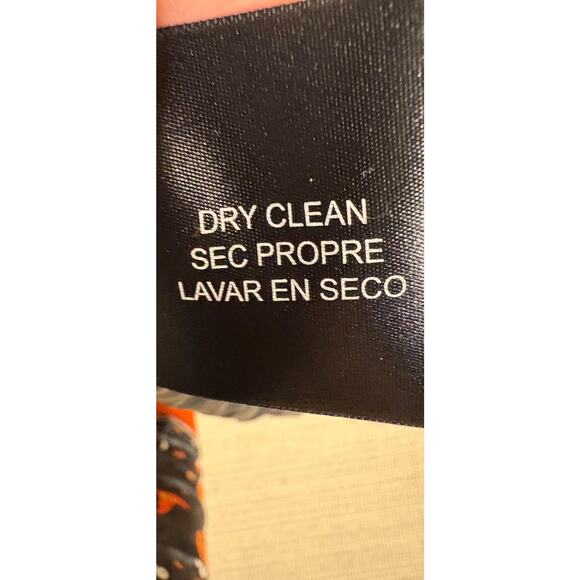 DRY CLEAN
SEC PROPRE
LAVAR EN SECO